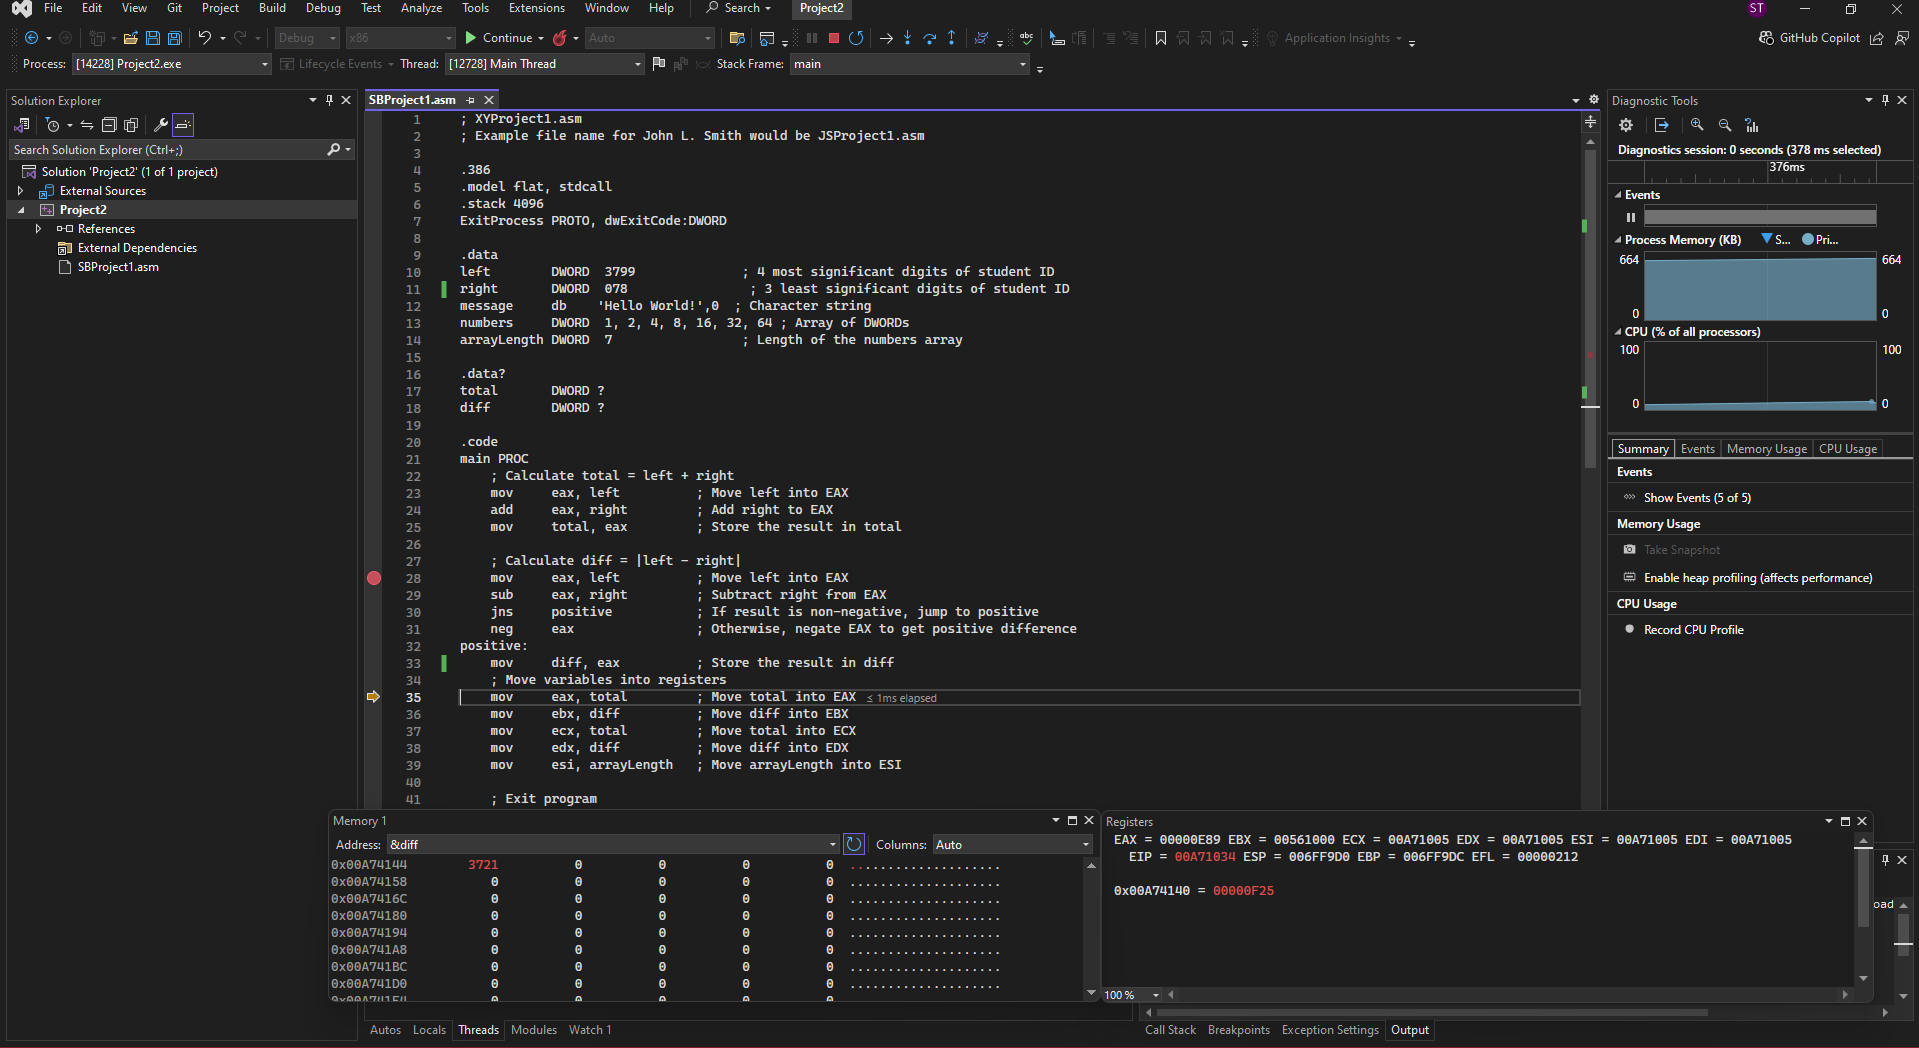 File Edit View Git Project Build Debug Test Analyze Tools Extensions Window Help Search Project2 ST
Debug x86 Continue Auto Application Insights GitHub Copilot
Process: [14228] Project2.exe Lifecycle Events Thread: [12728] Main Thread Stack Frame: main
Solution Explorer
Search Solution Explorer (Ctrl+;)
Solution 'Project2' (1 of 1 project)
External Sources
Project2
References
External Dependencies
SBProject1.asm
SBProject1.asm
1 ; XYProject1.asm
2 ; Example file name for John L. Smith would be JSProject1.asm
3
4 .386
5 .model flat, stdcall
6 .stack 4096
7 ExitProcess PROTO, dwExitCode:DWORD
8
9 .data
10 left DWORD 3799 ; 4 most significant digits of student ID
11 right DWORD 078 ; 3 least significant digits of student ID
12 message db 'Hello World!',0 ; Character string
13 numbers DWORD 1, 2, 4, 8, 16, 32, 64 ; Array of DWORDs
14 arrayLength DWORD 7 ; Length of the numbers array
15
16 .data?
17 total DWORD ?
18 diff DWORD ?
19
20 .code
21 main PROC
22 ; Calculate total = left + right
23 mov eax, left ; Move left into EAX
24 add eax, right ; Add right to EAX
25 mov total, eax ; Store the result in total
26
27 ; Calculate diff = |left - right|
28 mov eax, left ; Move left into EAX
29 sub eax, right ; Subtract right from EAX
30 jns positive ; If result is non-negative, jump to positive
31 neg eax ; Otherwise, negate EAX to get positive difference
32 positive:
33 mov diff, eax ; Store the result in diff
34 ; Move variables into registers
35 mov eax, total ; Move total into EAX ≤ 1ms elapsed
36 mov ebx, diff ; Move diff into EBX
37 mov ecx, total ; Move total into ECX
38 mov edx, diff ; Move diff into EDX
39 mov esi, arrayLength ; Move arrayLength into ESI
40
41 ; Exit program
Diagnostic Tools
Diagnostics session: 0 seconds (378 ms selected)
376ms
Events
Process Memory (KB) S... Pri...
664 664
0 0
CPU (% of all processors)
100 100
0 0
Summary Events Memory Usage CPU Usage
Events
Show Events (5 of 5)
Memory Usage
Take Snapshot
Enable heap profiling (affects performance)
CPU Usage
Record CPU Profile
Memory 1
Address: &diff Columns: Auto
0x00A74144 3721 0 0 0 0 ....................
0x00A74158 0 0 0 0 0 ....................
0x00A7416C 0 0 0 0 0 ....................
0x00A74180 0 0 0 0 0 ....................
0x00A74194 0 0 0 0 0 ....................
0x00A741A8 0 0 0 0 0 ....................
0x00A741BC 0 0 0 0 0 ....................
0x00A741D0 0 0 0 0 0 ....................
Registers
EAX = 00000E89 EBX = 00561000 ECX = 00A71005 EDX = 00A71005 ESI = 00A71005 EDI = 00A71005
EIP = 00A71034 ESP = 006FF9D0 EBP = 006FF9DC EFL = 00000212
0x00A74140 = 00000F25
100 %
oad
Autos Locals Threads Modules Watch 1
Call Stack Breakpoints Exception Settings Output